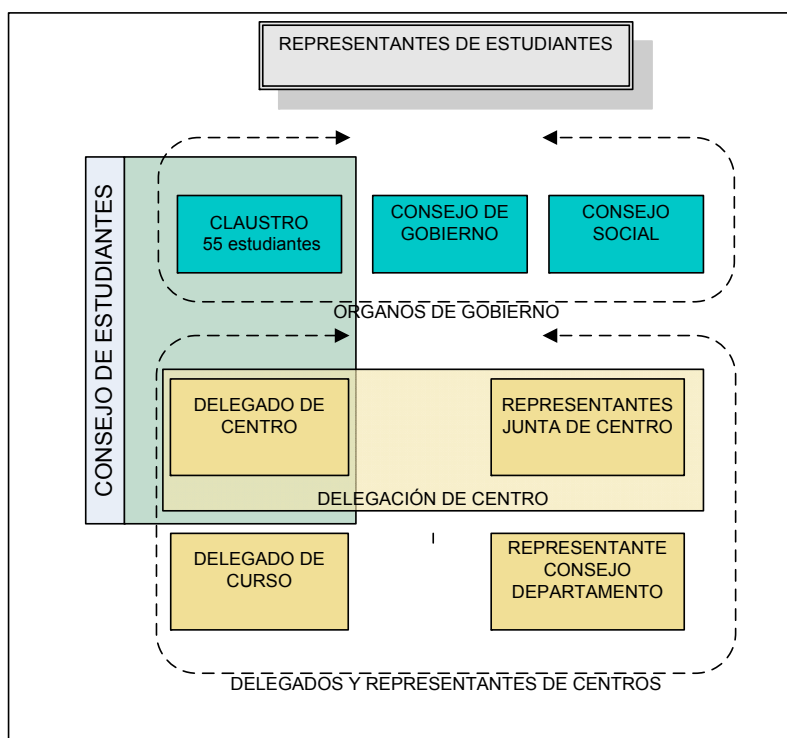 REPRESENTANTES DE ESTUDIANTES
CONSEJO DE ESTUDIANTES
CLAUSTRO
55 estudiantes
CONSEJO DE
GOBIERNO
CONSEJO
SOCIAL
ORGANOS DE GOBIERNO
DELEGADO DE
CENTRO
REPRESENTANTES
JUNTA DE CENTRO
DELEGACIÓN DE CENTRO
DELEGADO DE
CURSO
REPRESENTANTE
CONSEJO
DEPARTAMENTO
DELEGADOS Y REPRESENTANTES DE CENTROS